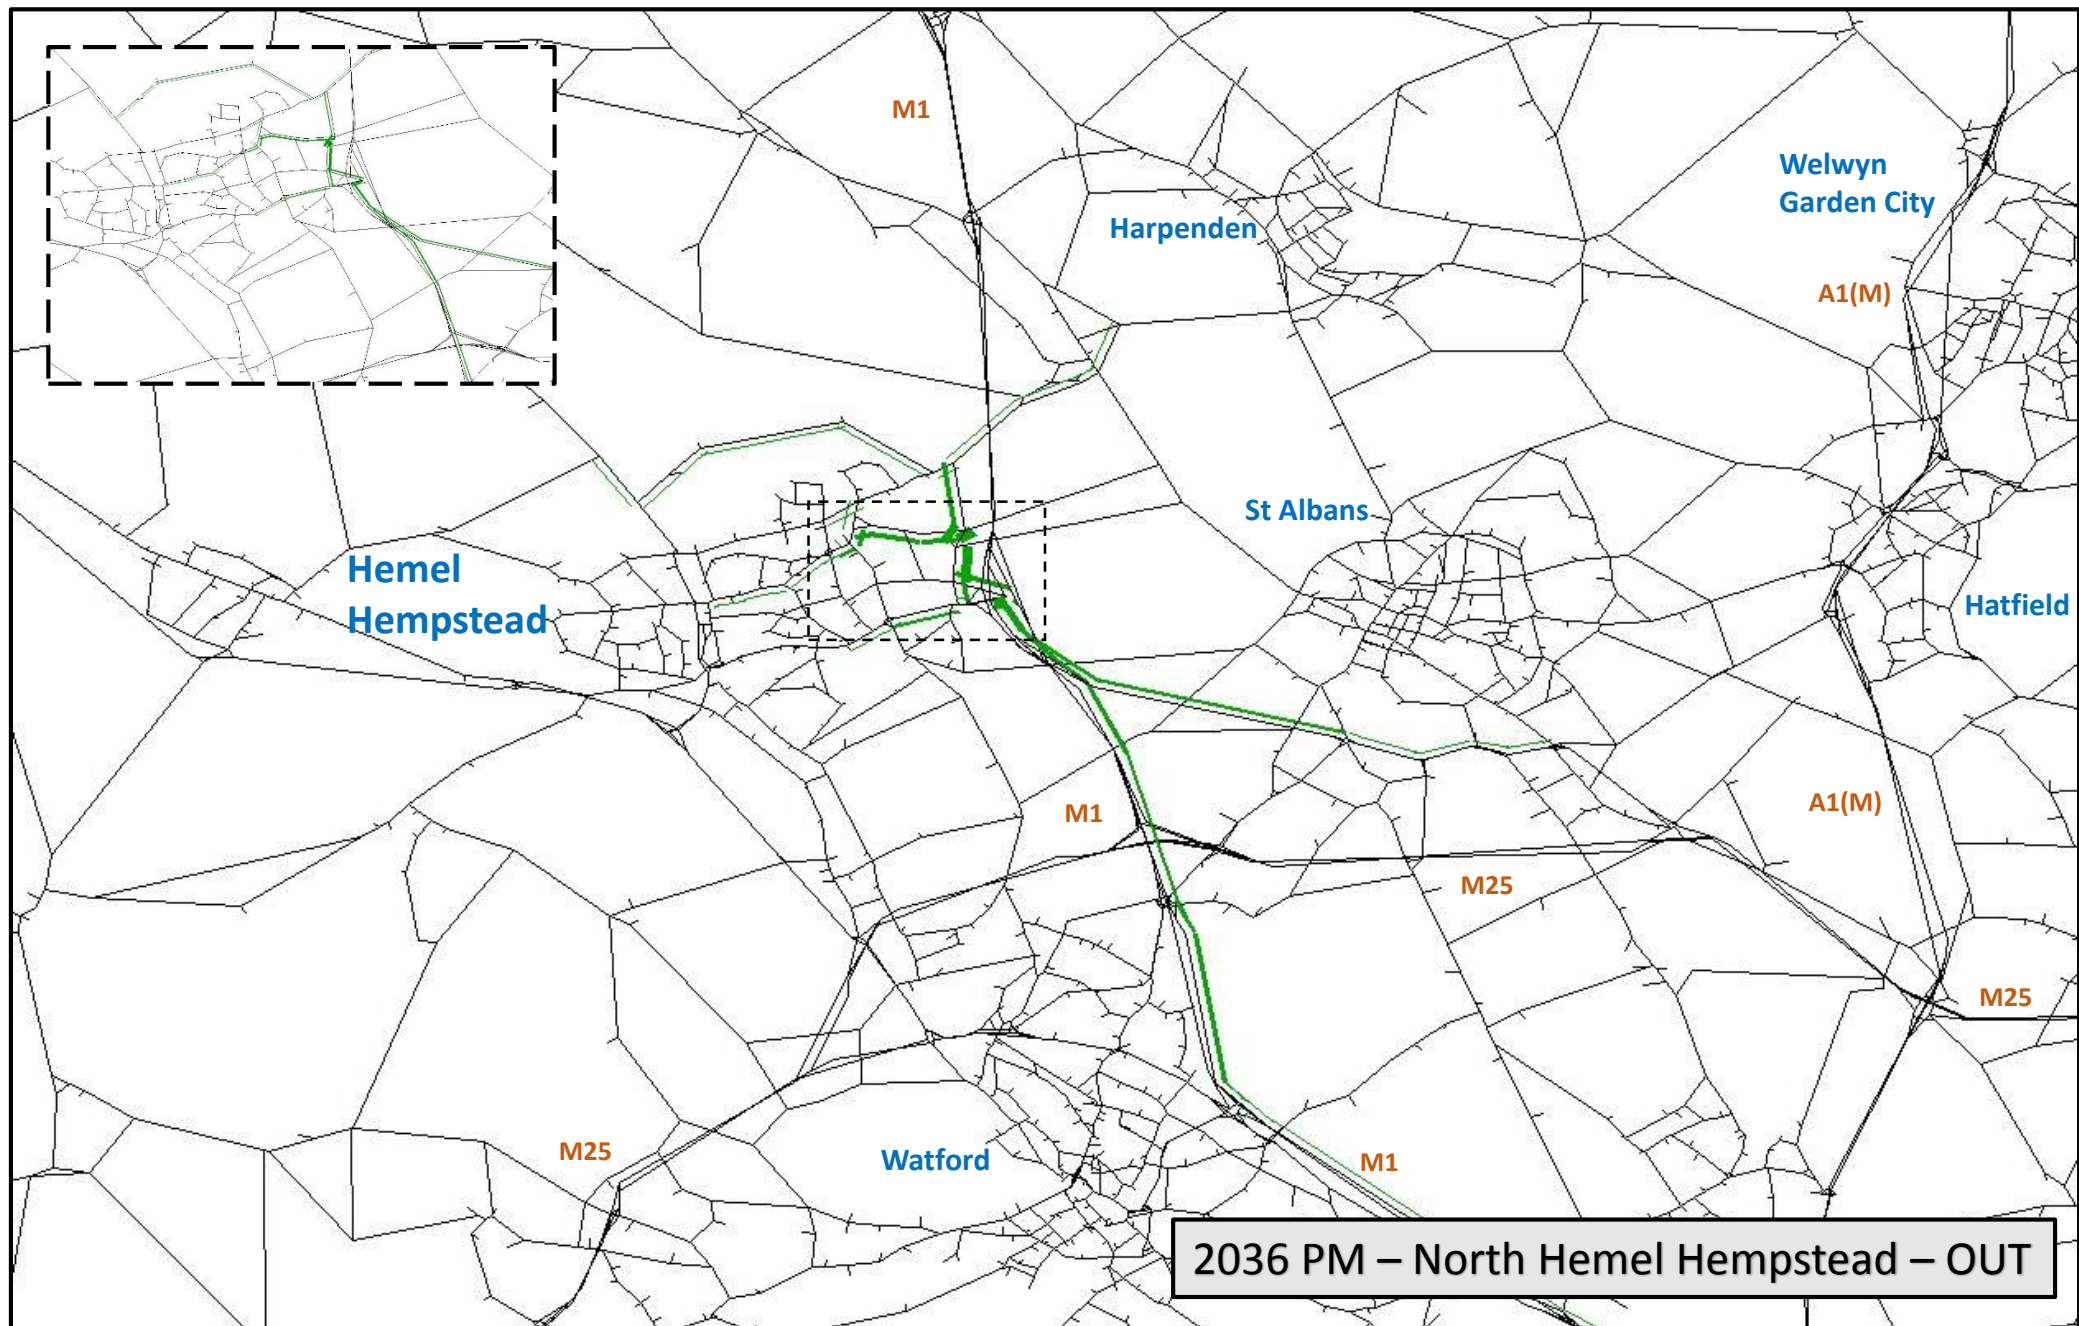 M1
Welwyn
Garden City
Harpenden
A1(M)
St Albans
Hemel
Hempstead
Hatfield
M1
A1(M)
M25
M25
M25
Watford
M1
2036 PM – North Hemel Hempstead – OUT